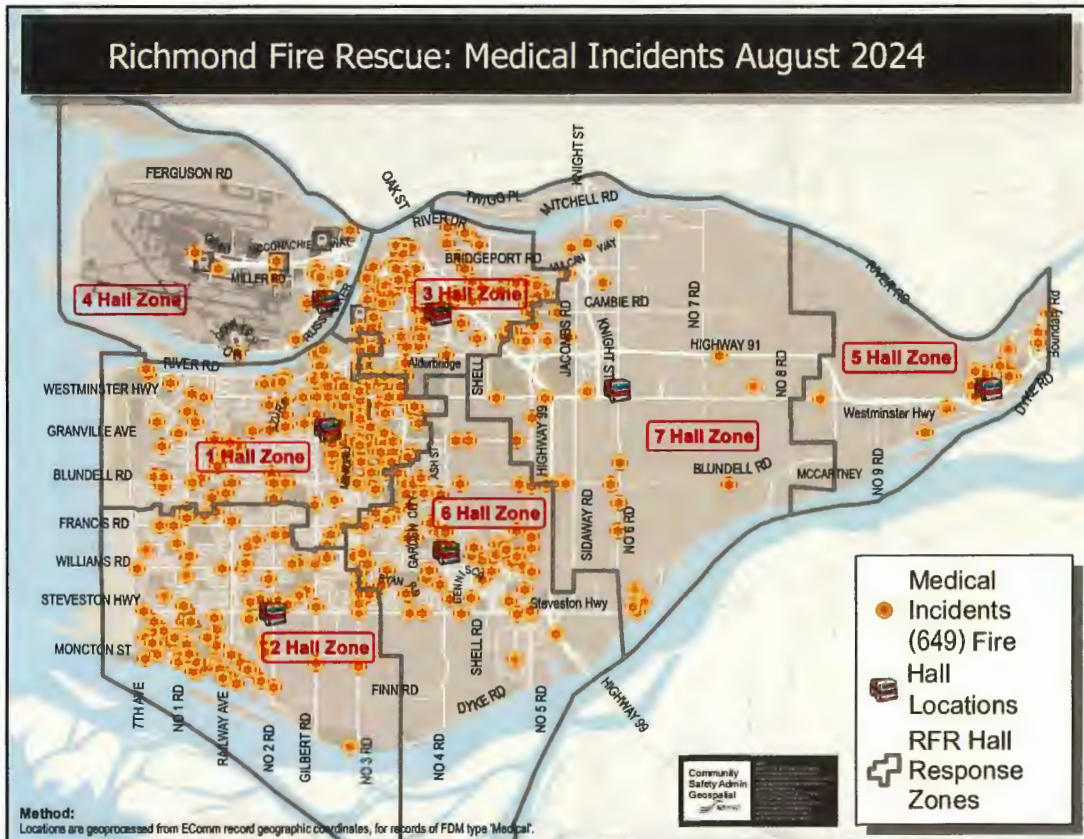 Richmond Fire Rescue: Medical Incidents August 2024
FERGUSON RD
OAK ST
KNIGHT ST
MITCHELL RD
RIVER DR
BRIDGEPORT RD
VULCAN WAY
MILLER RD
4 Hall Zone
3 Hall Zone
CAMBIE RD
NO 7 RD
RIVER RD
Boundary Rd
RIVER RD
Alderbridge
SHELL
JACOMBS RD
HIGHWAY 91
NO 8 RD
5 Hall Zone
DYKE RD
WESTMINSTER HWY
Westminster Hwy
GRANVILLE AVE
1 Hall Zone
ASH ST
HIGHWAY 99
7 Hall Zone
BLUNDELL RD
BLUNDELL RD
MCCARTNEY
NO 9 RD
FRANCIS RD
GARDEN CITY
6 Hall Zone
SIDAWAY RD
NO 6 RD
WILLIAMS RD
STEVESTON HWY
Steveston Hwy
MONCTON ST
2 Hall Zone
SHELL RD
FINN RD
DYKE RD
HIGHWAY 99
7TH AVE
NO 1 RD
RAILWAY AVE
NO 2 RD
GILBERT RD
NO 3 RD
NO 4 RD
NO 5 RD
Medical
Incidents
(649) Fire
Hall
Locations
RFR Hall
Response
Zones
Community
Safety Admin
Geospatial
Method:
Locations are geoprocessed from EComm record geographic coordinates, for records of FDM type 'Medical'.